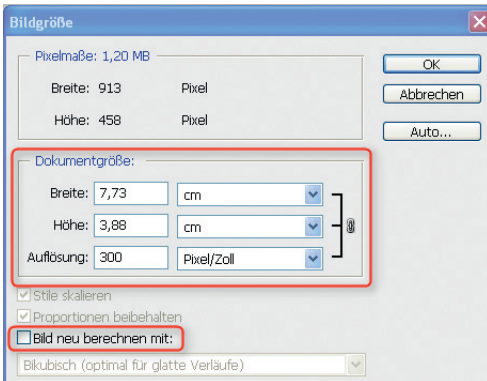 Bildgröße
Pixelmaße: 1,20 MB
Breite: 913 Pixel
Höhe: 458 Pixel
OK
Abbrechen
Auto...
Dokumentgröße:
Breite: 7,73 cm
Höhe: 3,88 cm
Auflösung: 300 Pixel/Zoll
Stile skalieren
Proportionen beibehalten
Bild neu berechnen mit:
Bikubisch (optimal für glatte Verläufe)